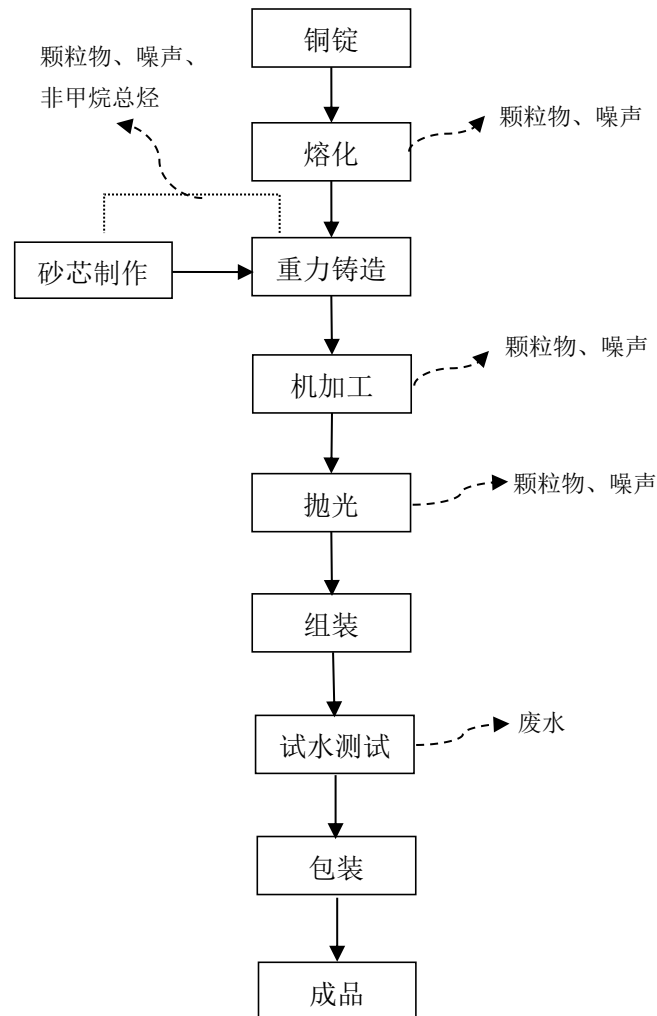 铜锭
颗粒物、噪声、
非甲烷总烃
颗粒物、噪声
熔化
砂芯制作
重力铸造
颗粒物、噪声
机加工
颗粒物、噪声
抛光
组装
废水
试水测试
包装
成品